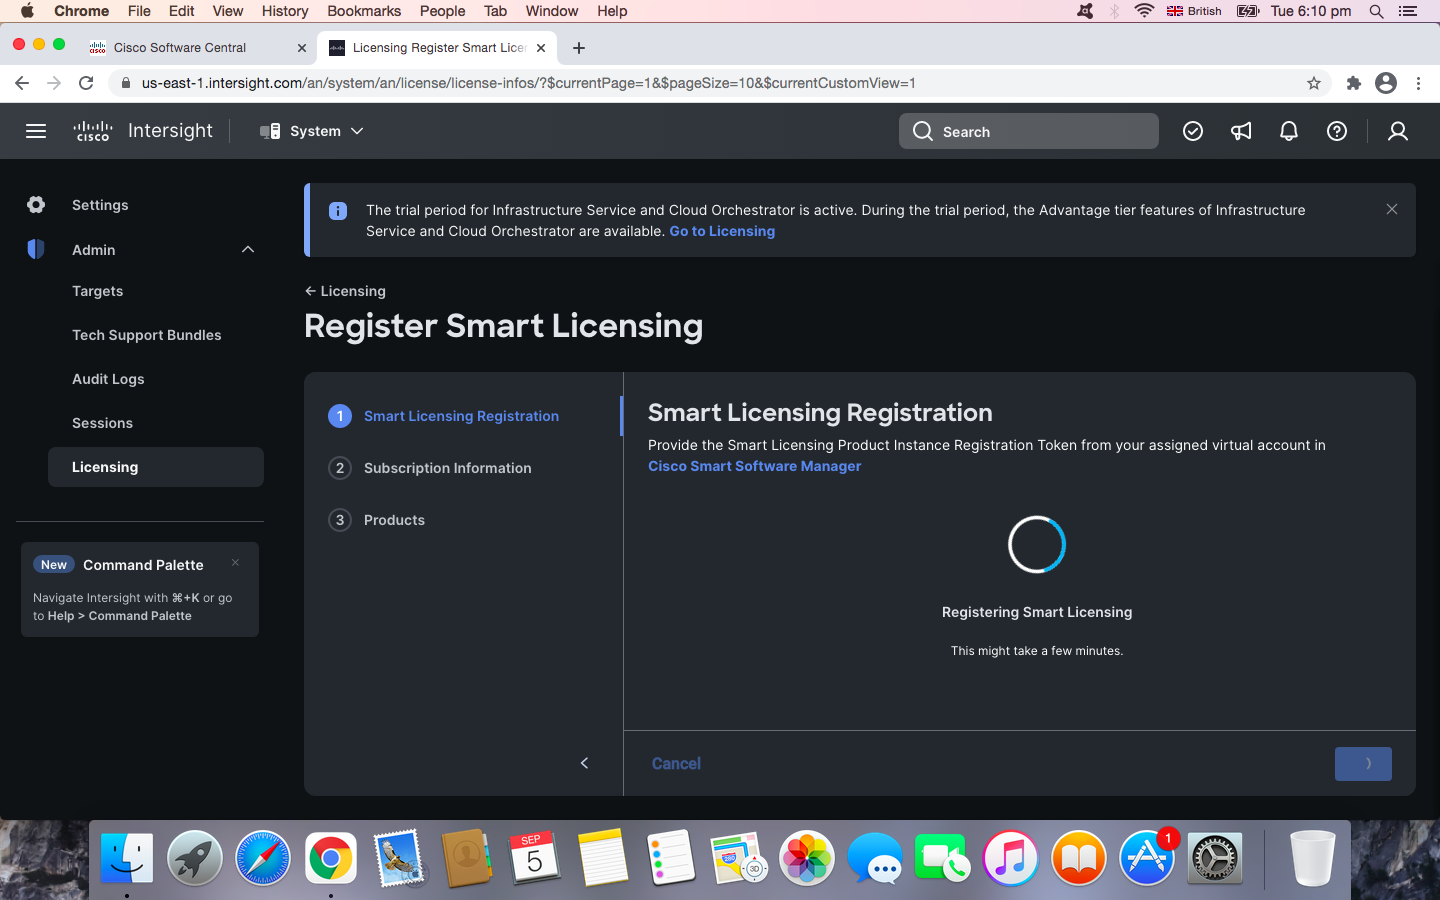 Chrome File Edit View History Bookmarks People Tab Window Help British Tue 6:10 pm
Cisco Software Central
Licensing Register Smart Licen
us-east-1.intersight.com/an/system/an/license/license-infos/?$currentPage=1&$pageSize=10&$currentCustomView=1
CISCO Intersight System Search
Settings
Admin
Targets
Tech Support Bundles
Audit Logs
Sessions
Licensing
New Command Palette
Navigate Intersight with ⌘+K or go
to Help > Command Palette
The trial period for Infrastructure Service and Cloud Orchestrator is active. During the trial period, the Advantage tier features of Infrastructure
Service and Cloud Orchestrator are available. Go to Licensing
← Licensing
Register Smart Licensing
1 Smart Licensing Registration
2 Subscription Information
3 Products
Smart Licensing Registration
Provide the Smart Licensing Product Instance Registration Token from your assigned virtual account in
Cisco Smart Software Manager
Registering Smart Licensing
This might take a few minutes.
Cancel
SEP
5
280
3D
1